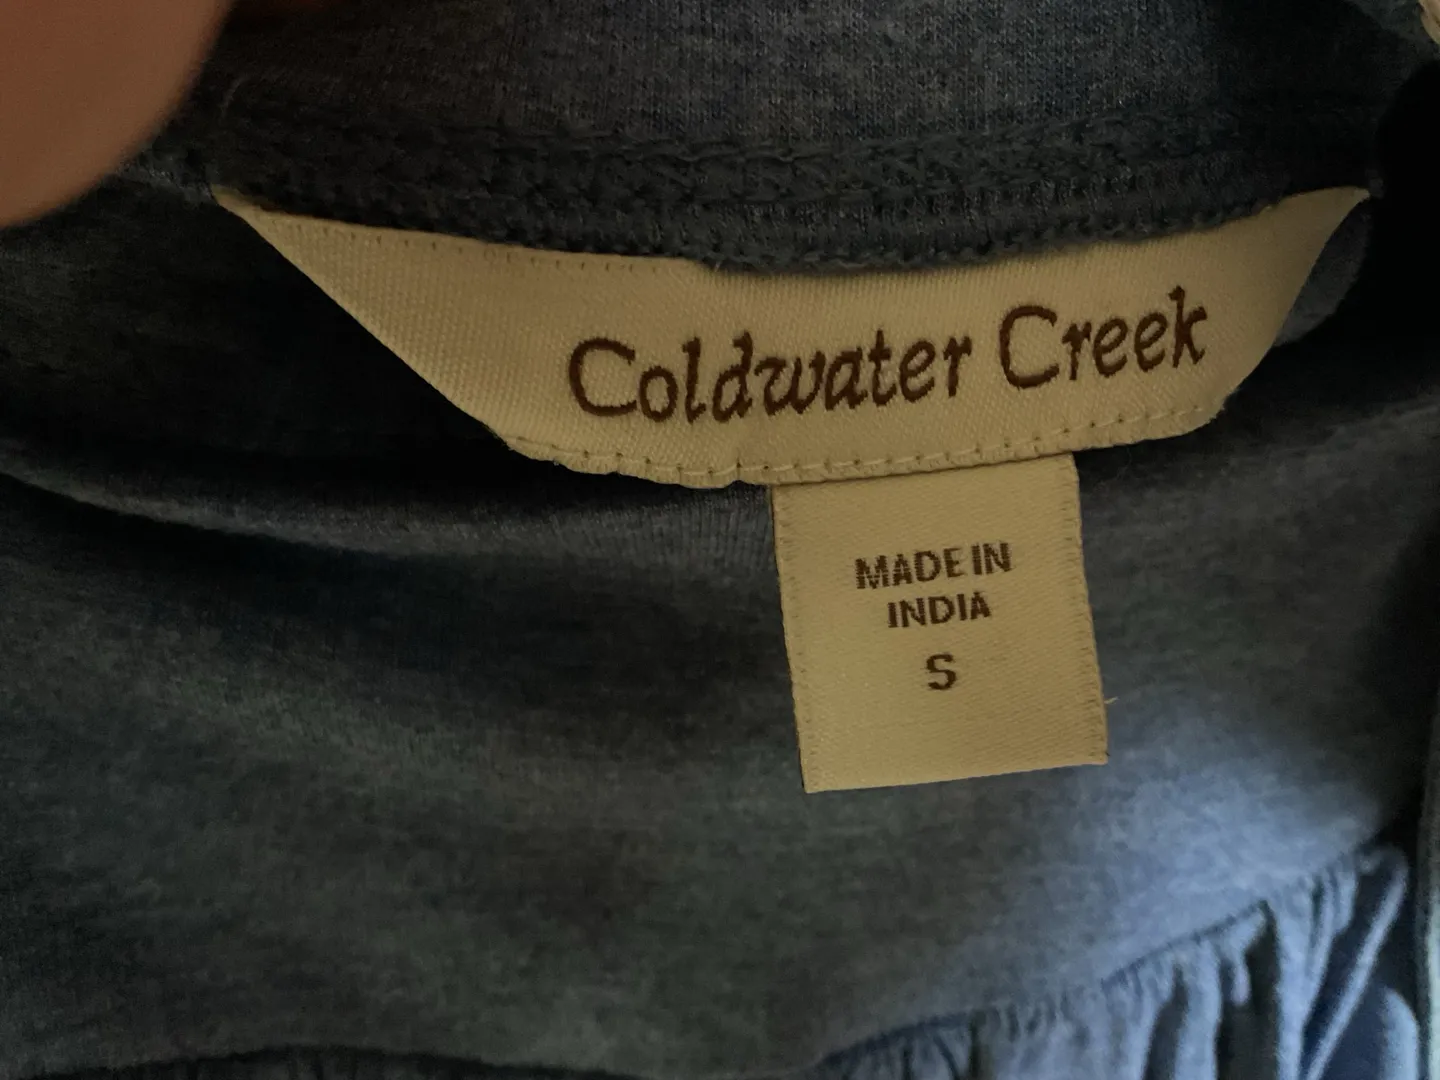 Coldwater Creek
MADE IN
INDIA
S